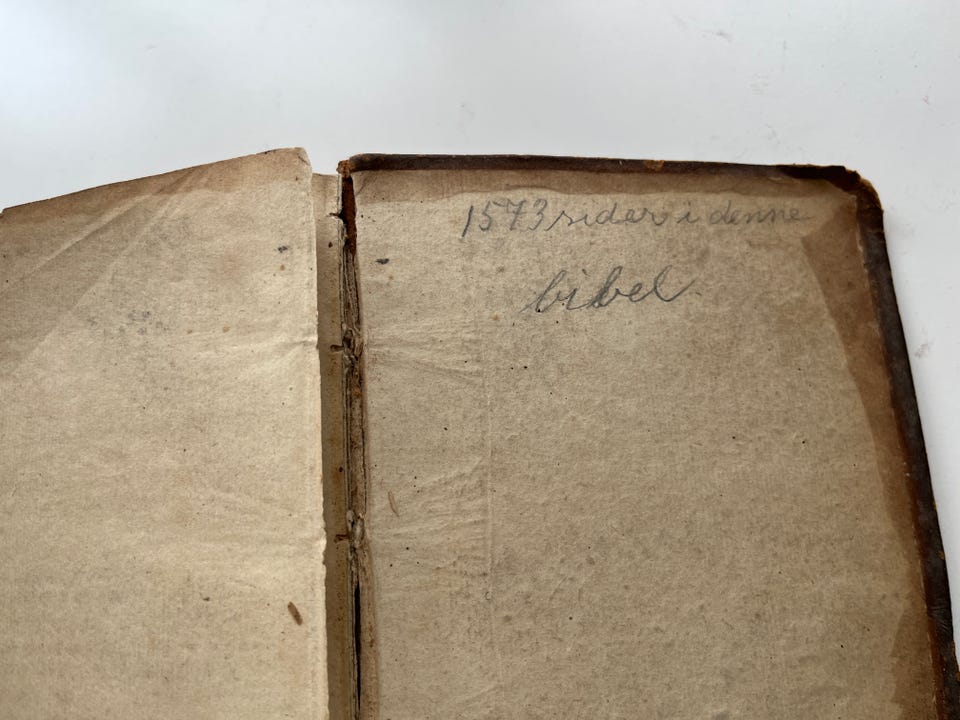 1573 sider i denne
bibel.